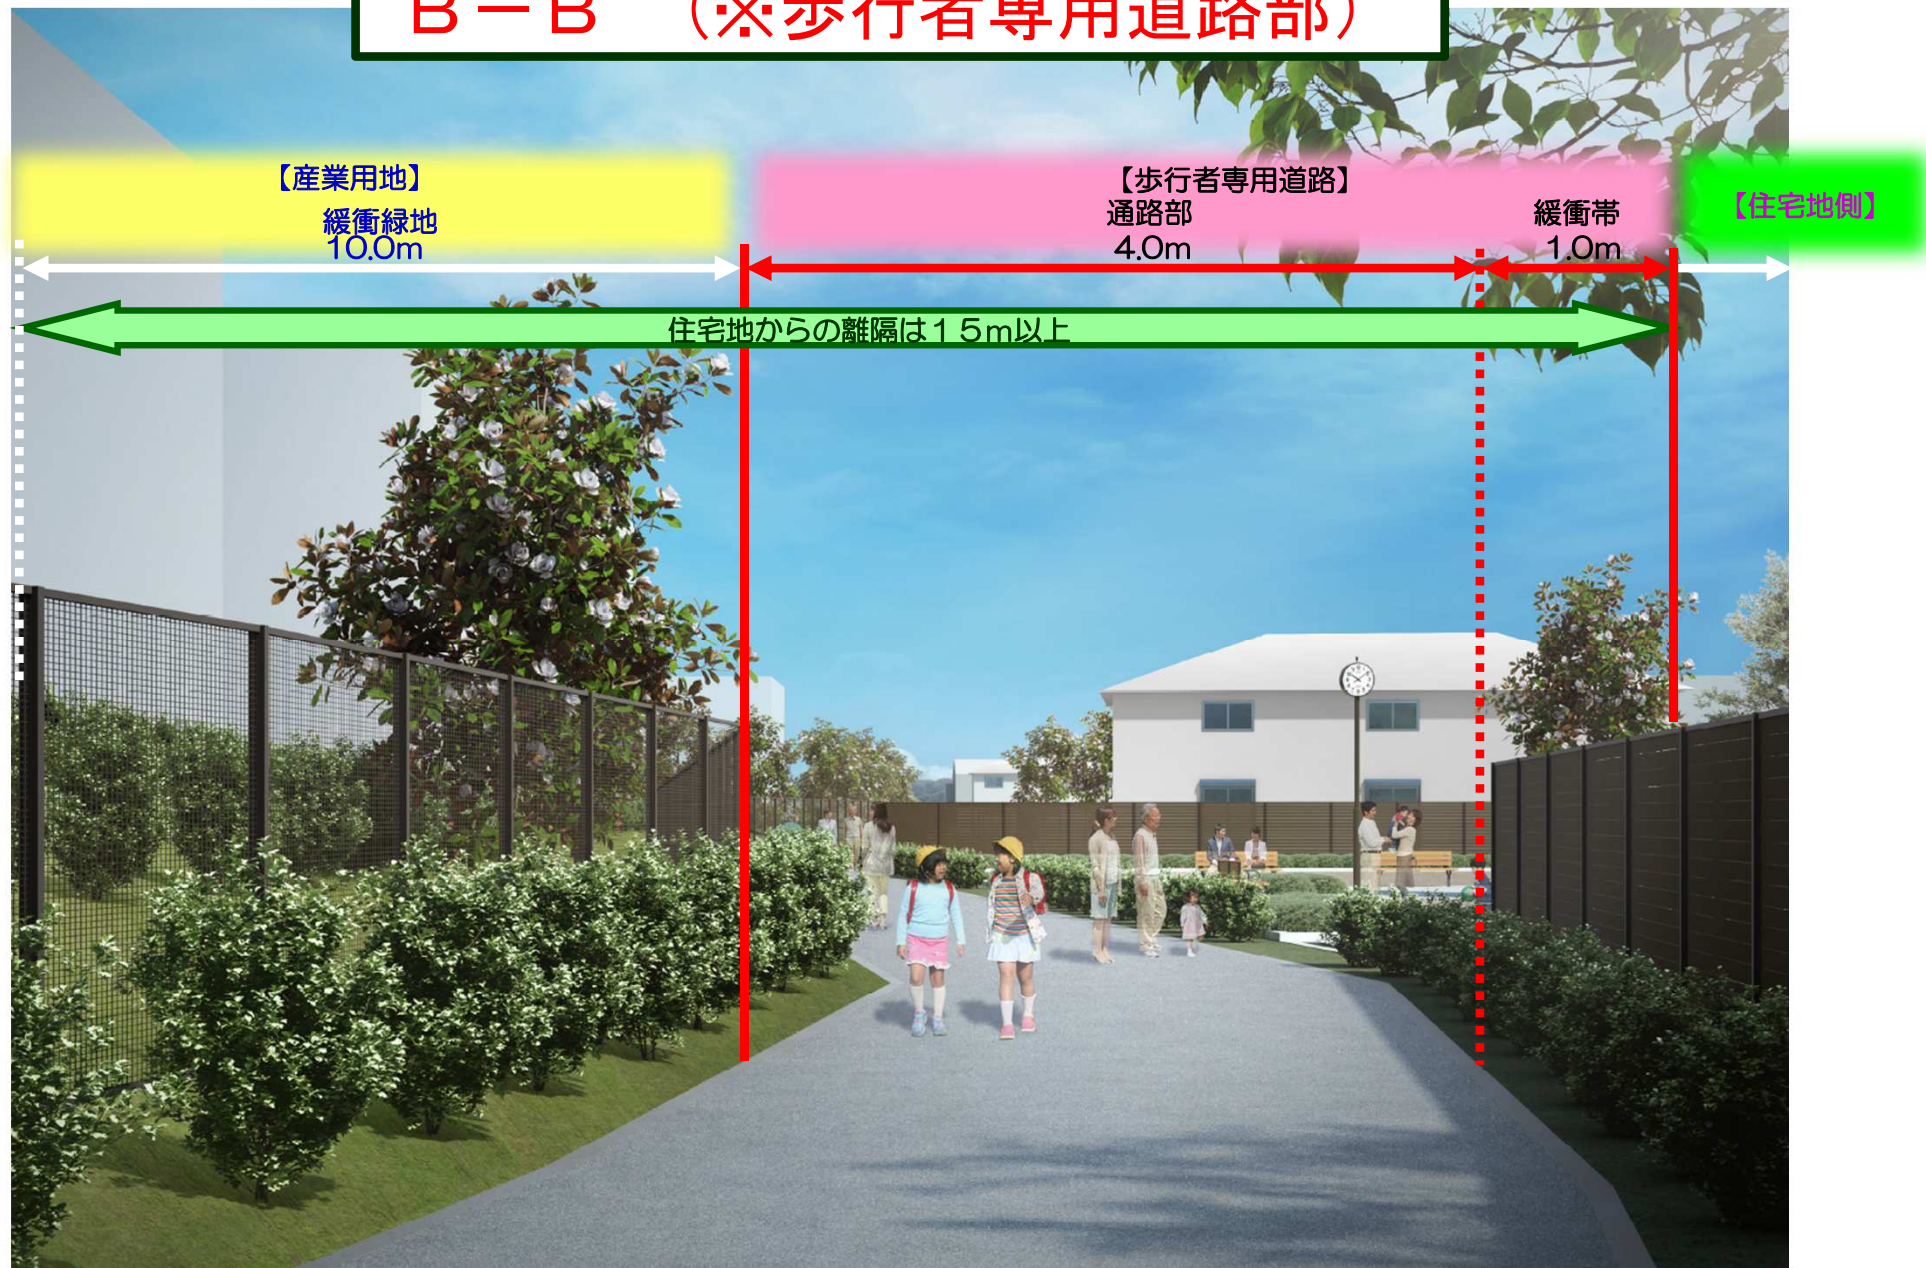 B－B （※歩行者専用道路部）
【産業用地】
緩衝緑地
10.0m
【歩行者専用道路】
通路部
4.0m
緩衝帯
1.0m
【住宅地側】
住宅地からの離隔は１５ｍ以上